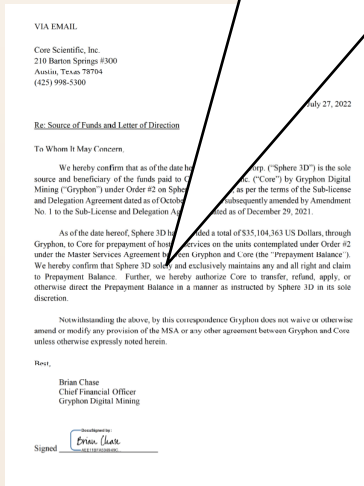 VIA EMAIL
Core Scientific, Inc.
210 Barton Springs #300
Austin, Texas 78704
(425) 998-5300
July 27, 2022
Re: Source of Funds and Letter of Direction
To Whom It May Concern,
We hereby confirm that as of the date he orp. ("Sphere 3D") is the sole
source and beneficiary of the funds paid to C nc. ("Core") by Gryphon Digital
Mining ("Gryphon") under Order #2 on Sphe , as per the terms of the Sub-license
and Delegation Agreement dated as of Octobe subsequently amended by Amendment
No. 1 to the Sub-License and Delegation Ag ated as of December 29, 2021.
As of the date hereof, Sphere 3D ha ded a total of $35,104,363 US Dollars, through
Gryphon, to Core for prepayment of host services on the units contemplated under Order #2
under the Master Services Agreement be een Gryphon and Core (the "Prepayment Balance").
We hereby confirm that Sphere 3D solely and exclusively maintains any and all right and claim
to Prepayment Balance. Further, we hereby authorize Core to transfer, refund, apply, or
otherwise direct the Prepayment Balance in a manner as instructed by Sphere 3D in its sole
discretion.
Notwithstanding the above, by this correspondence Gryphon does not waive or otherwise
amend or modify any provision of the MSA or any other agreement between Gryphon and Core
unless otherwise expressly noted herein.
Best,
Brian Chase
Chief Financial Officer
Gryphon Digital Mining
DocuSigned by:
Brian Chase
Signed